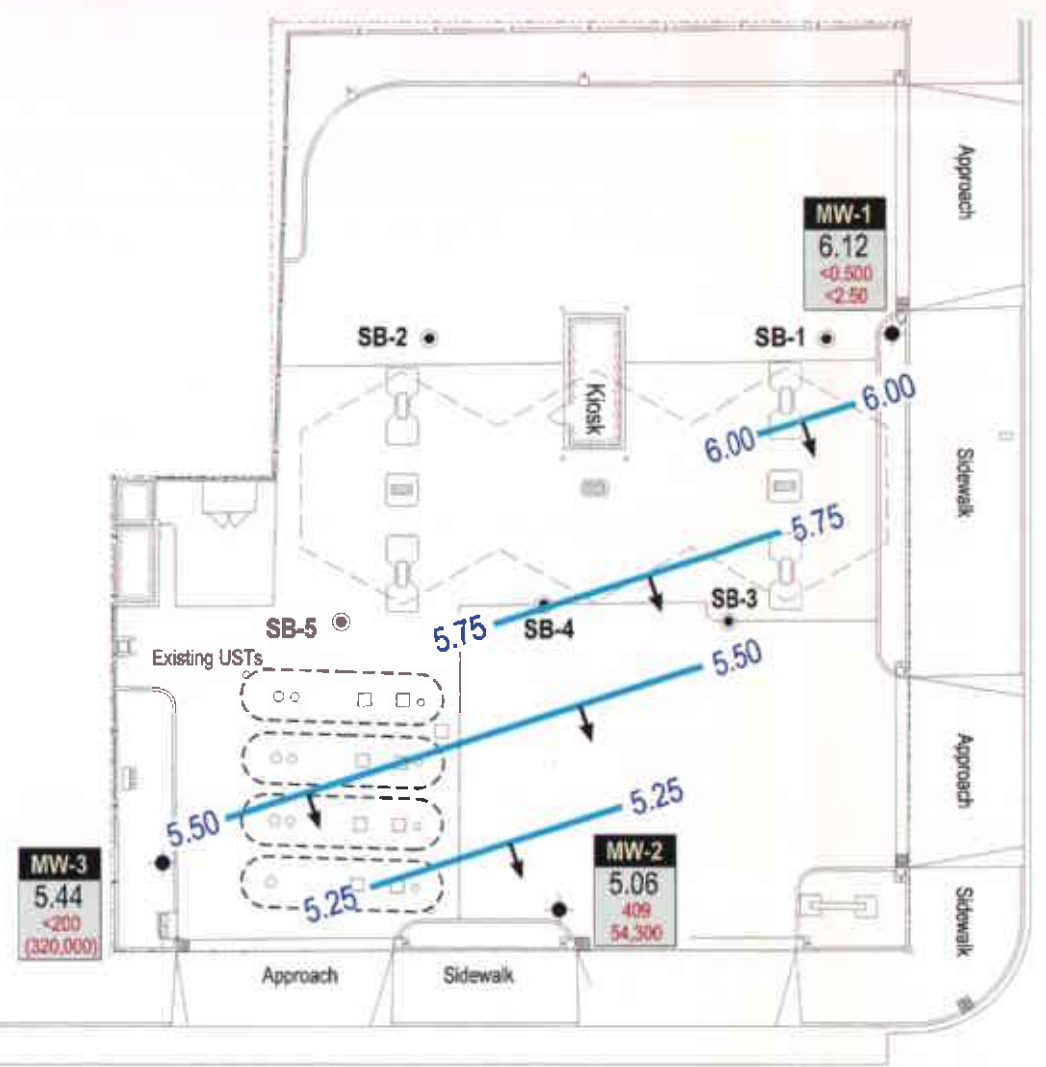 Approach
MW-1
6.12
<0.500
<2.50
SB-2
SB-1
Kiosk
6.00
6.00
Sidewalk
5.75
5.75
SB-3
SB-4
SB-5
Existing USTs
5.50
5.50
Approach
5.25
5.25
MW-3
5.44
<200
(320,000)
MW-2
5.06
409
54,300
Sidewalk
Approach
Sidewalk